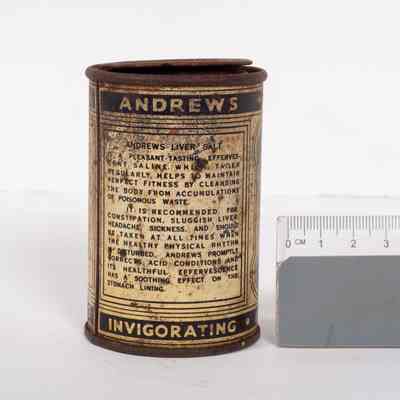 ANDREWS
ANDREWS LIVER SALT
A PLEASANT-TASTING EFFERVES-
CENT SALINE, WHICH, TAKEN
REGULARLY, HELPS TO MAINTAIN
PERFECT FITNESS BY CLEANSING
THE BODY FROM ACCUMULATIONS
OF POISONOUS WASTE.
IT IS RECOMMENDED FOR
CONSTIPATION, SLUGGISH LIVER
HEADACHE, SICKNESS, AND SHOULD
BE TAKEN AT ALL TIMES WHEN
THE HEALTHY PHYSICAL RHYTHM
IS DISTURBED. ANDREWS PROMPTLY
CORRECTS ACID CONDITIONS AND
ITS HEALTHFUL EFFERVESCENCE
HAS A SOOTHING EFFECT ON THE
STOMACH LINING.
INVIGORATING
0 CM 1 2 3